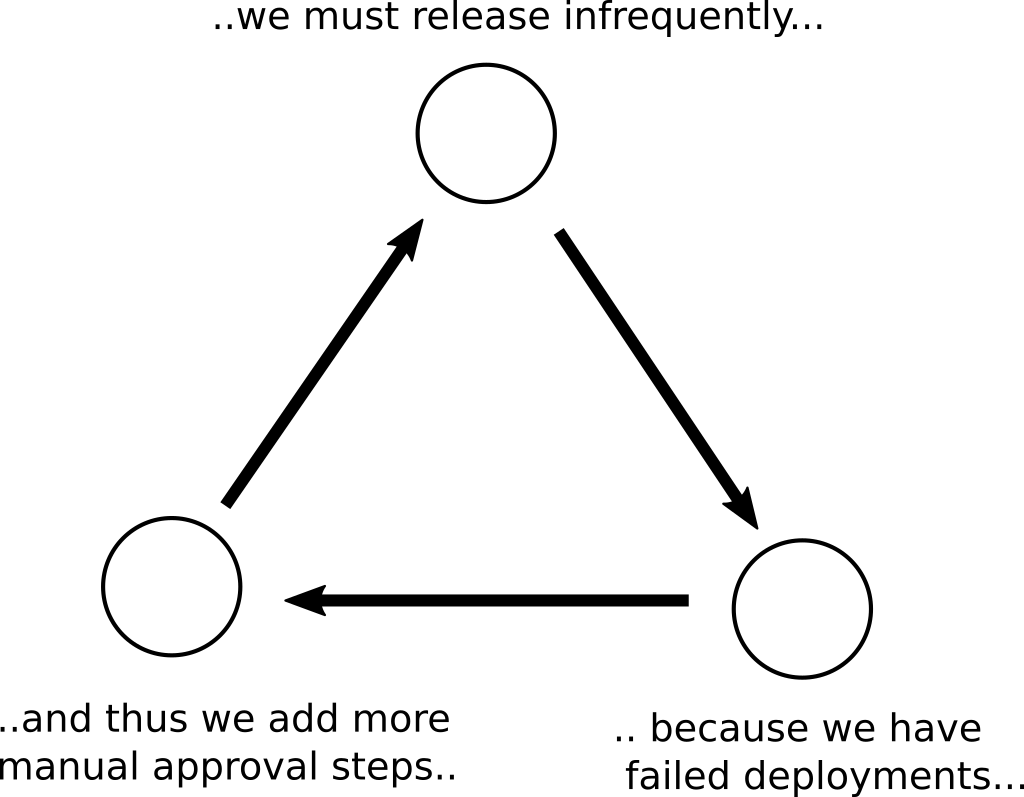 ..we must release infrequently...
..and thus we add more
manual approval steps..
.. because we have
failed deployments...